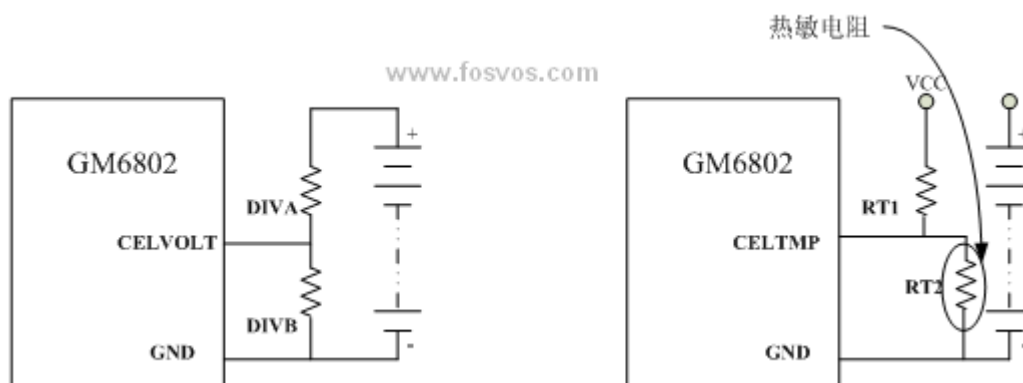 热敏电阻
www.fosvos.com
VCC
+
+
GM6802
GM6802
DIVA
RT1
CELVOLT
CELTMP
RT2
DIVB
GND
-
GND
-